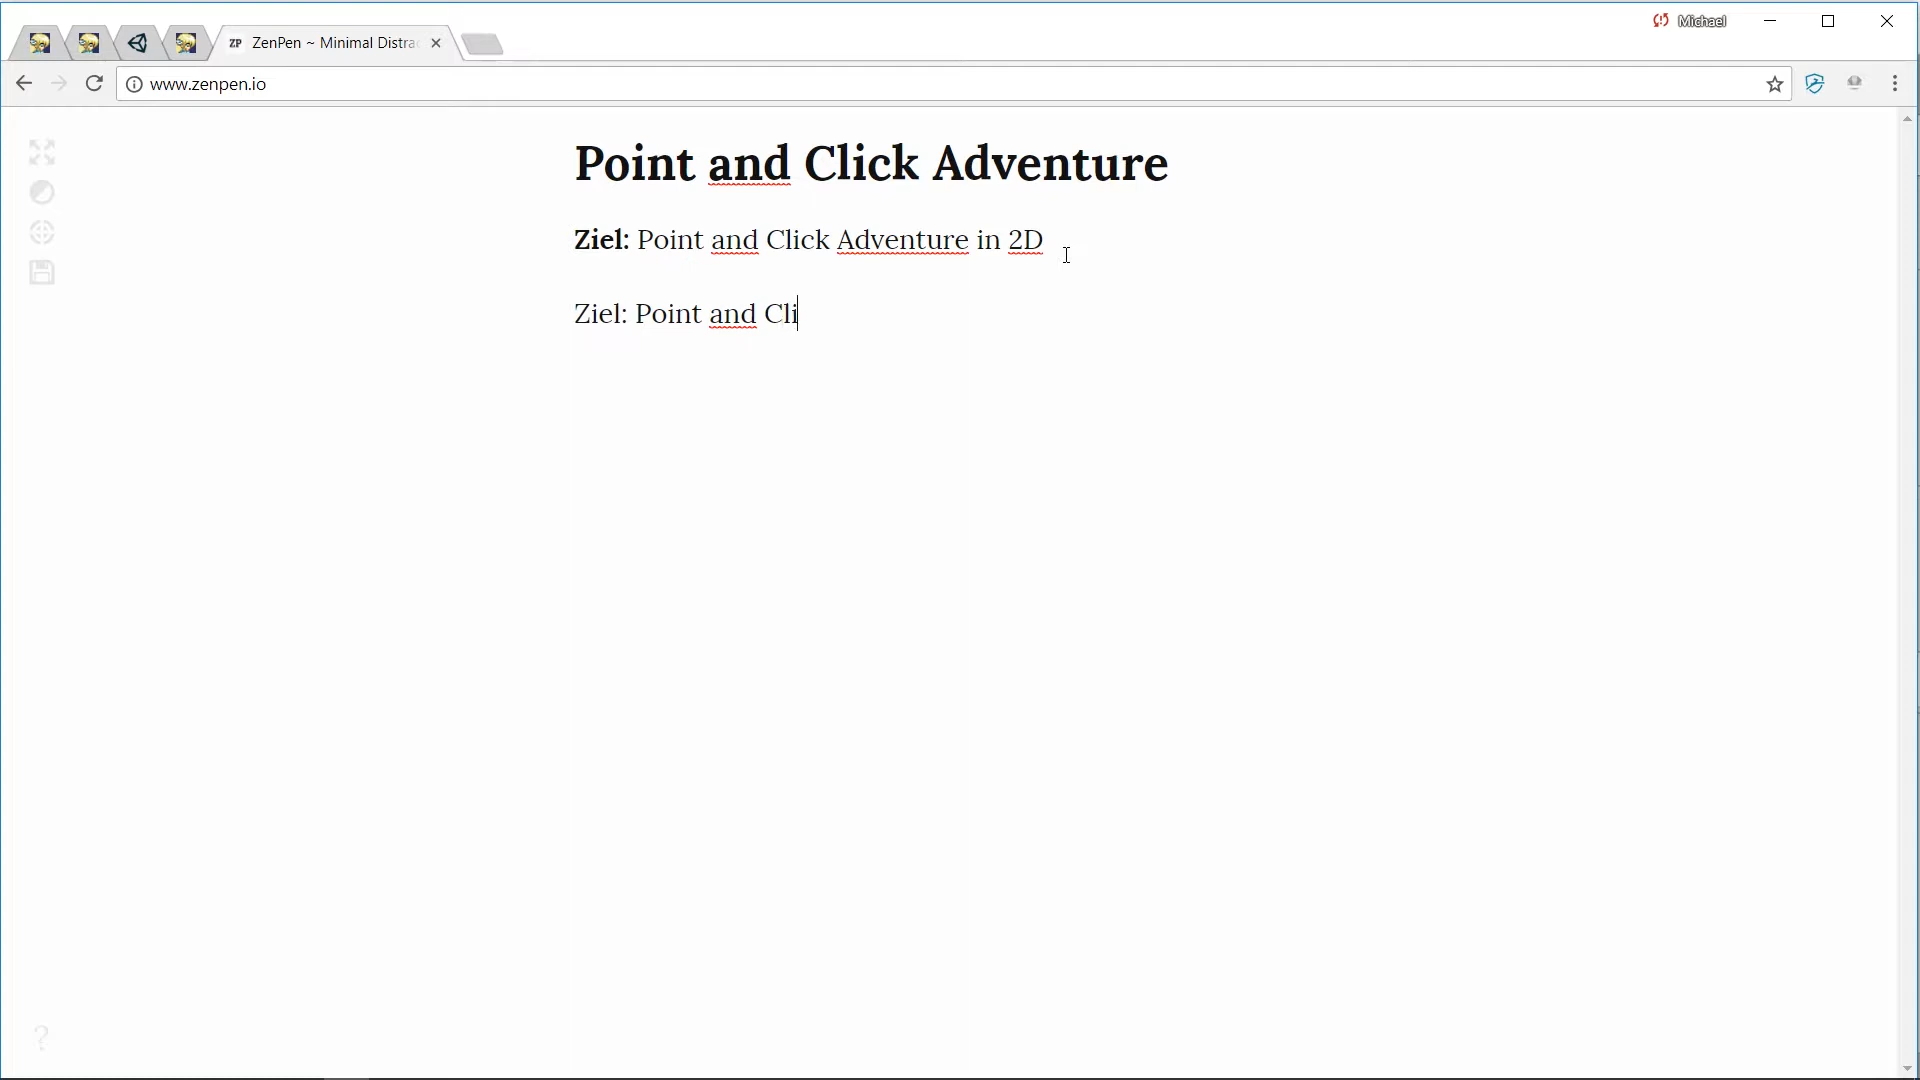 Michael
ZP ZenPen ~ Minimal Distra
www.zenpen.io
Point and Click Adventure
Ziel: Point and Click Adventure in 2D
Ziel: Point and Cli
?